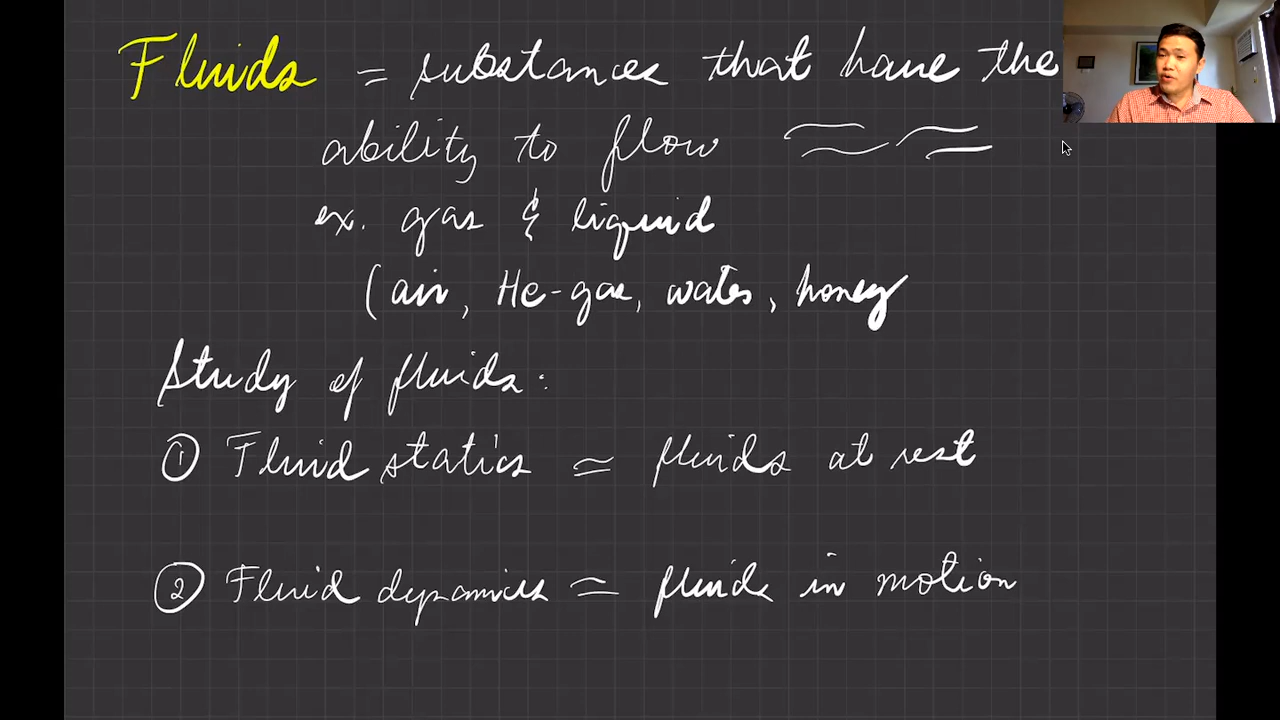 Fluids = substances that have the
ability to flow
ex. gas & liquid
(air, He-gas, water, honey
Study of fluids:
① Fluid statics = fluids at rest
② Fluid dynamics = fluids in motion